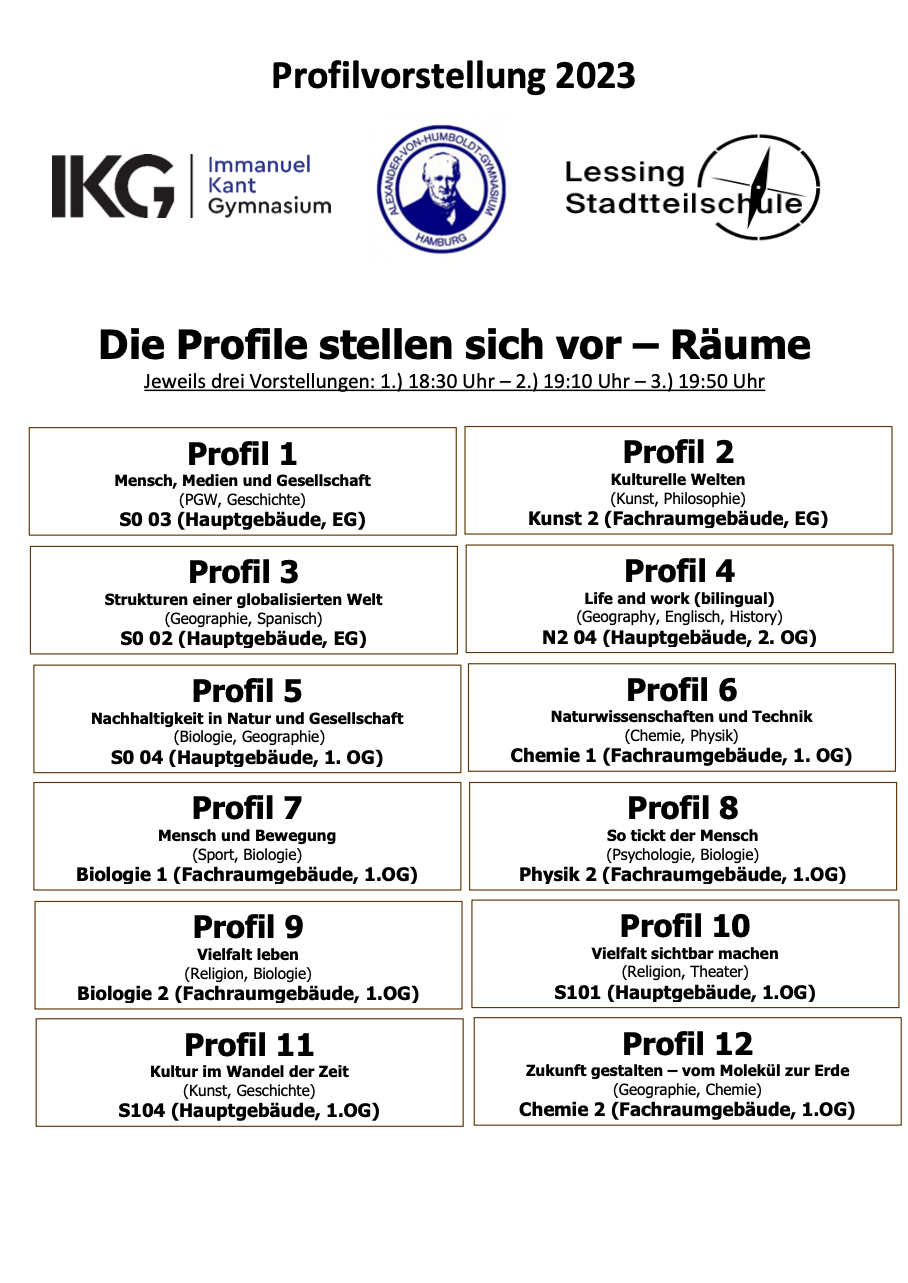 Profilvorstellung 2023
IKG
Immanuel
Kant
Gymnasium
ALEXANDER-VON-HUMBOLDT-GYMNASIUM
HAMBURG
Lessing
Stadtteilschule
Die Profile stellen sich vor – Räume
Jeweils drei Vorstellungen: 1.) 18:30 Uhr – 2.) 19:10 Uhr – 3.) 19:50 Uhr
Profil 1
Mensch, Medien und Gesellschaft
(PGW, Geschichte)
S0 03 (Hauptgebäude, EG)
Profil 2
Kulturelle Welten
(Kunst, Philosophie)
Kunst 2 (Fachraumgebäude, EG)
Profil 3
Strukturen einer globalisierten Welt
(Geographie, Spanisch)
S0 02 (Hauptgebäude, EG)
Profil 4
Life and work (bilingual)
(Geography, Englisch, History)
N2 04 (Hauptgebäude, 2. OG)
Profil 5
Nachhaltigkeit in Natur und Gesellschaft
(Biologie, Geographie)
S0 04 (Hauptgebäude, 1. OG)
Profil 6
Naturwissenschaften und Technik
(Chemie, Physik)
Chemie 1 (Fachraumgebäude, 1. OG)
Profil 7
Mensch und Bewegung
(Sport, Biologie)
Biologie 1 (Fachraumgebäude, 1.OG)
Profil 8
So tickt der Mensch
(Psychologie, Biologie)
Physik 2 (Fachraumgebäude, 1.OG)
Profil 9
Vielfalt leben
(Religion, Biologie)
Biologie 2 (Fachraumgebäude, 1.OG)
Profil 10
Vielfalt sichtbar machen
(Religion, Theater)
S101 (Hauptgebäude, 1.OG)
Profil 11
Kultur im Wandel der Zeit
(Kunst, Geschichte)
S104 (Hauptgebäude, 1.OG)
Profil 12
Zukunft gestalten – vom Molekül zur Erde
(Geographie, Chemie)
Chemie 2 (Fachraumgebäude, 1.OG)